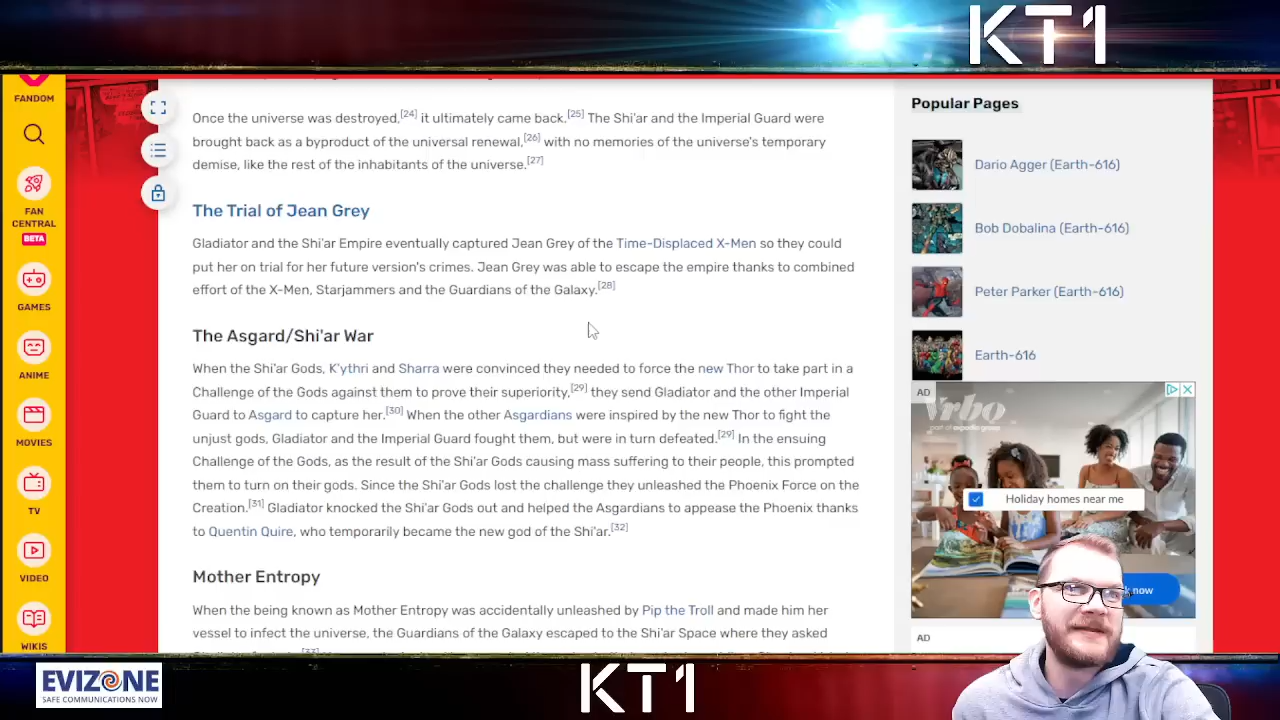 KT1
FANDOM
FAN
CENTRAL
BETA
GAMES
ANIME
MOVIES
TV
VIDEO
WIKIS
Once the universe was destroyed,[24] it ultimately came back.[25] The Shi'ar and the Imperial Guard were
brought back as a byproduct of the universal renewal,[26] with no memories of the universe's temporary
demise, like the rest of the inhabitants of the universe.[27]
The Trial of Jean Grey
Gladiator and the Shi'ar Empire eventually captured Jean Grey of the Time-Displaced X-Men so they could
put her on trial for her future version's crimes. Jean Grey was able to escape the empire thanks to combined
effort of the X-Men, Starjammers and the Guardians of the Galaxy.[28]
The Asgard/Shi'ar War
When the Shi'ar Gods, K'ythri and Sharra were convinced they needed to force the new Thor to take part in a
Challenge of the Gods against them to prove their superiority,[29] they send Gladiator and the other Imperial
Guard to Asgard to capture her.[30] When the other Asgardians were inspired by the new Thor to fight the
unjust gods, Gladiator and the Imperial Guard fought them, but were in turn defeated.[29] In the ensuing
Challenge of the Gods, as the result of the Shi'ar Gods causing mass suffering to their people, this prompted
them to turn on their gods. Since the Shi'ar Gods lost the challenge they unleashed the Phoenix Force on the
Creation.[31] Gladiator knocked the Shi'ar Gods out and helped the Asgardians to appease the Phoenix thanks
to Quentin Quire, who temporarily became the new god of the Shi'ar.[32]
Mother Entropy
When the being known as Mother Entropy was accidentally unleashed by Pip the Troll and made him her
vessel to infect the universe, the Guardians of the Galaxy escaped to the Shi'ar Space where they asked
Popular Pages
Dario Agger (Earth-616)
Bob Dobalina (Earth-616)
Peter Parker (Earth-616)
Earth-616
AD
Vrbo
part of expedia group
Holiday homes near me
now
AD
EVIZONE
SAFE COMMUNICATIONS NOW
KT1